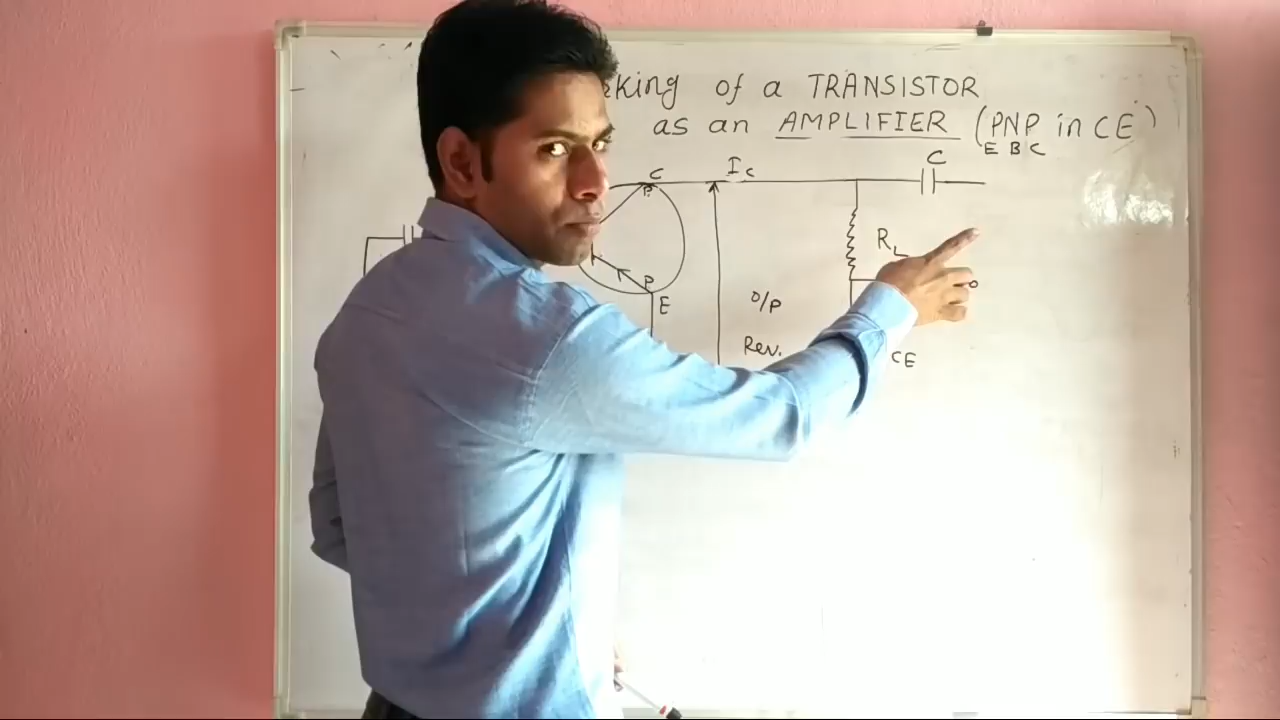 king of a TRANSISTOR
as an AMPLIFIER (PNP in CE)
E B C
C
C
Ic
P
RL
P
E
O/P
Rev.
CE